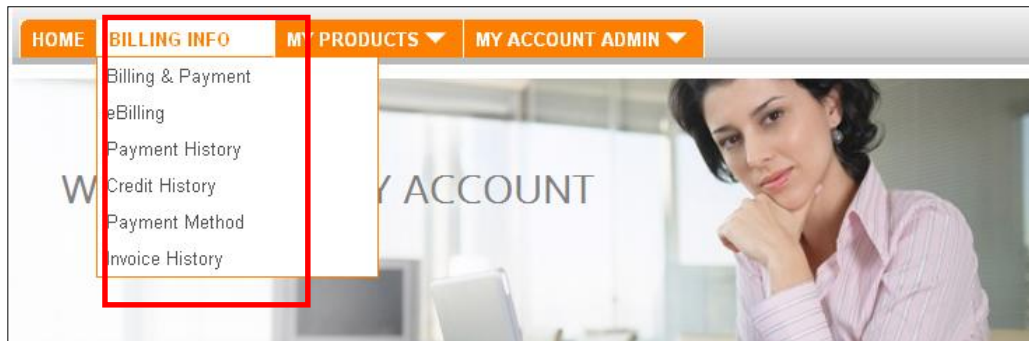 HOME BILLING INFO MY PRODUCTS MY ACCOUNT ADMIN
Billing & Payment
eBilling
Payment History
W Y ACCOUNT
Credit History
Payment Method
Invoice History